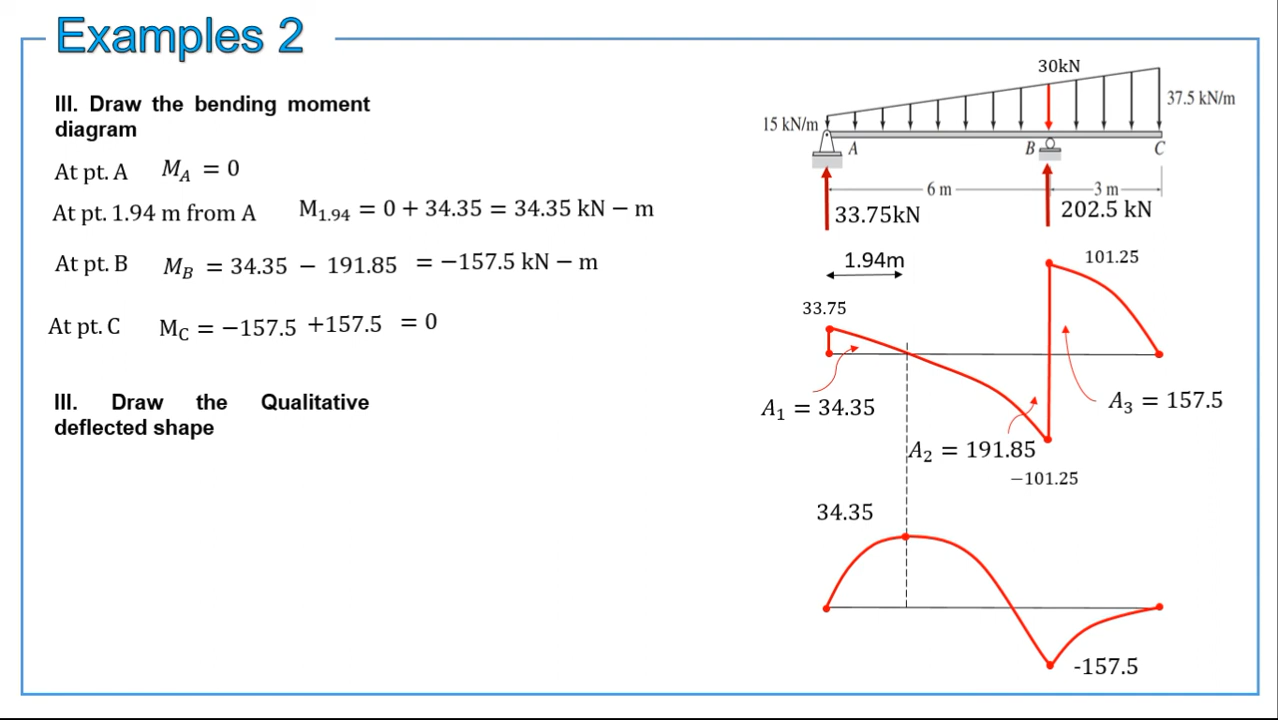 Examples 2
III. Draw the bending moment
diagram
At pt. A M_A = 0
At pt. 1.94 m from A M₁.₉₄ = 0 + 34.35 = 34.35 kN − m
At pt. B M_B = 34.35 − 191.85 = −157.5 kN − m
At pt. C M_C = −157.5 +157.5 = 0
III. Draw the Qualitative
deflected shape
30kN
37.5 kN/m
15 kN/m
A
B
C
6 m
3 m
33.75kN
202.5 kN
1.94m
101.25
33.75
A₁ = 34.35
A₃ = 157.5
A₂ = 191.85
−101.25
34.35
-157.5